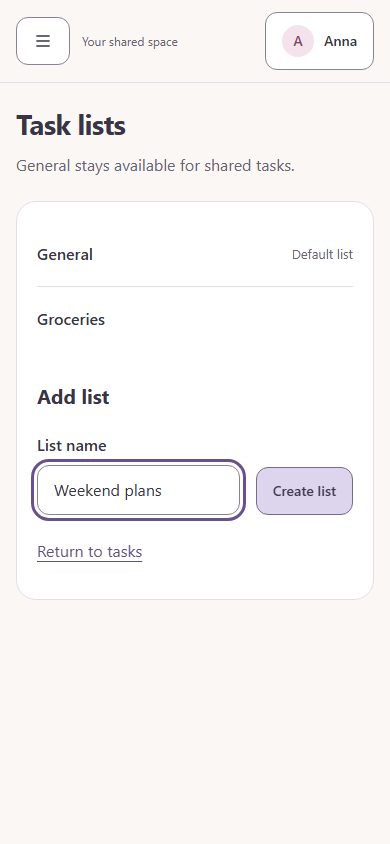 Your shared space
A Anna
Task lists
General stays available for shared tasks.
General Default list
Groceries
Add list
List name
Weekend plans Create list
Return to tasks